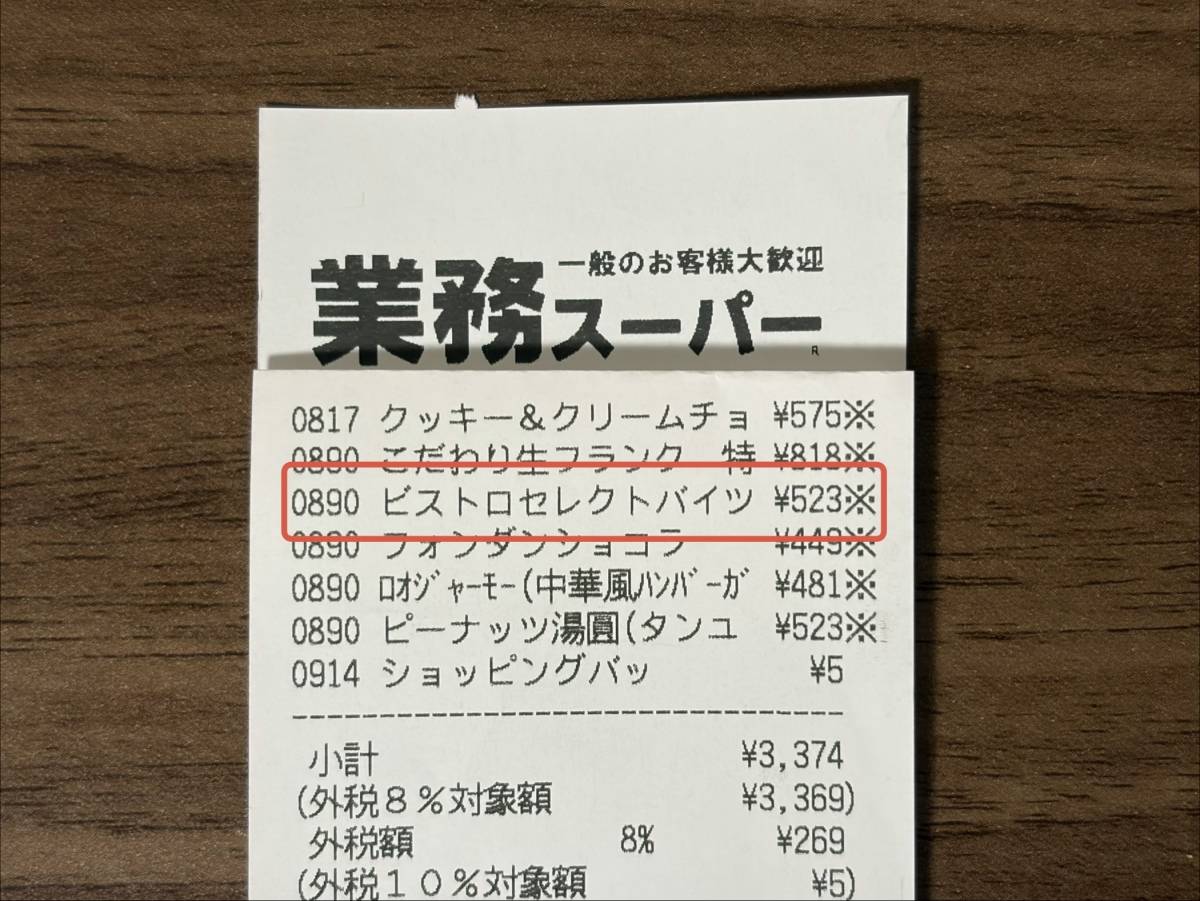 一般のお客様大歓迎
業務スーパー
R
0817 クッキー&クリームチョ ¥575※
0890 こだわり生フランク 特 ¥818※
0890 ビストロセレクトバイツ ¥523※
0890 フォンダンショコラ ¥449※
0890 ﾛｵｼﾞｬｰﾓｰ(中華風ﾊﾝﾊﾞｰｶﾞ ¥481※
0890 ピーナッツ湯圓(タンユ ¥523※
0914 ショッピングバッ ¥5
小計 ¥3,374
(外税8%対象額 ¥3,369)
外税額 8% ¥269
(外税10%対象額 ¥5)